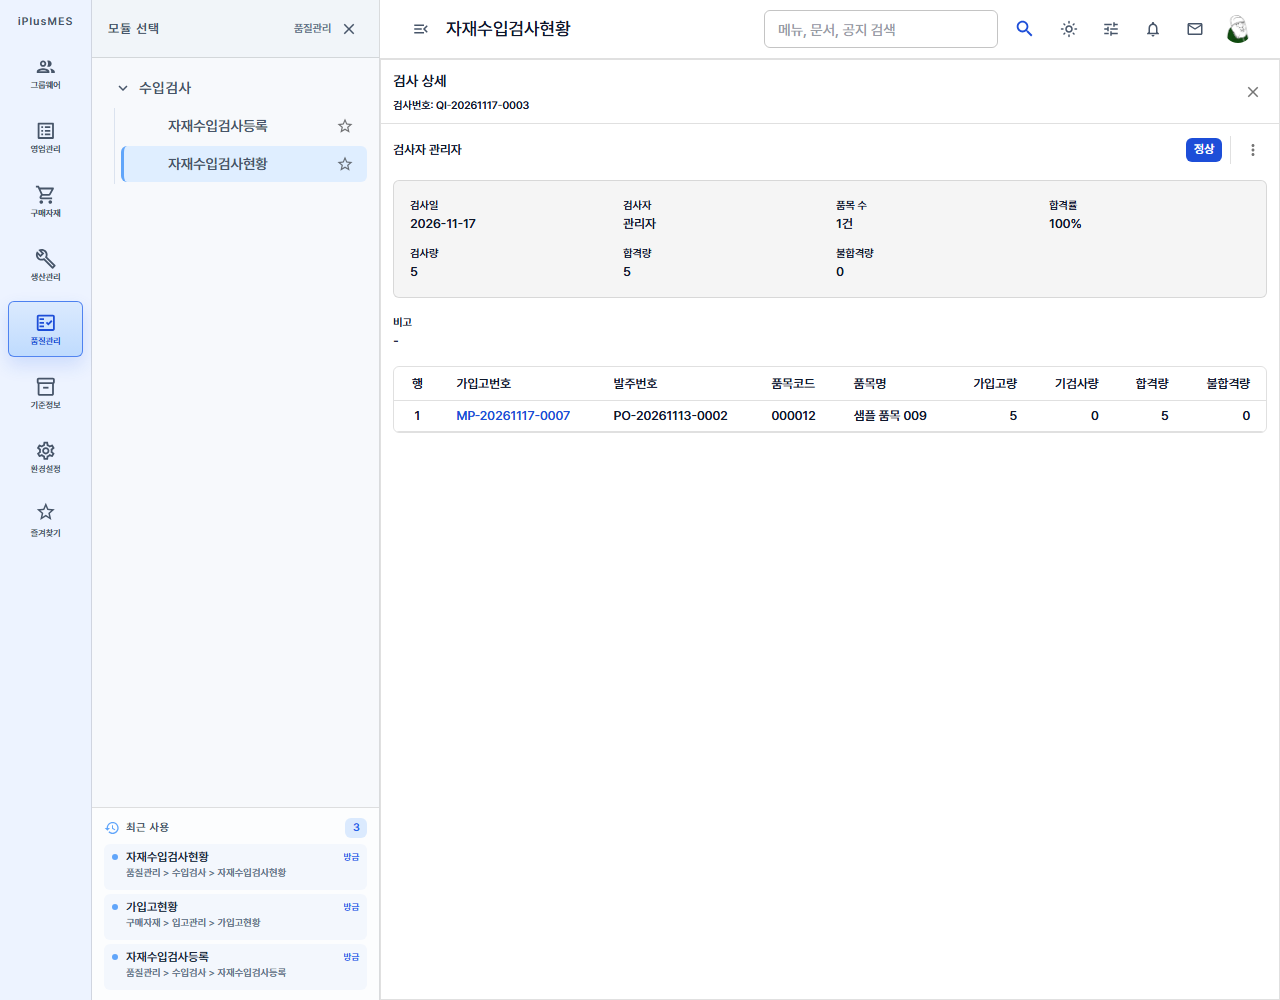 iPlusMES
그룹웨어
영업관리
구매자재
생산관리
품질관리
기준정보
환경설정
즐겨찾기
모듈 선택
품질관리
수입검사
자재수입검사등록
자재수입검사현황
최근 사용
3
자재수입검사현황
방금
품질관리 > 수입검사 > 자재수입검사현황
가입고현황
방금
구매자재 > 입고관리 > 가입고현황
자재수입검사등록
방금
품질관리 > 수입검사 > 자재수입검사등록
자재수입검사현황
메뉴, 문서, 공지 검색
검사 상세
검사번호: QI-20261117-0003
검사자 관리자
정상
검사일 검사자 품목 수 합격률
2026-11-17 관리자 1건 100%
검사량 합격량 불합격량
5 5 0
비고
-
행 가입고번호 발주번호 품목코드 품목명 가입고량 기검사량 합격량 불합격량
1 MP-20261117-0007 PO-20261113-0002 000012 샘플 품목 009 5 0 5 0